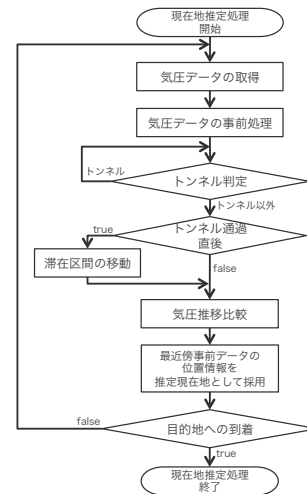 現在地推定処理
開始
気圧データの取得
気圧データの事前処理
トンネル
トンネル判定
トンネル以外
true
トンネル通過
直後
滞在区間の移動
false
気圧推移比較
最近傍事前データの
位置情報を
推定現在地として採用
false
目的地への到着
true
現在地推定処理
終了